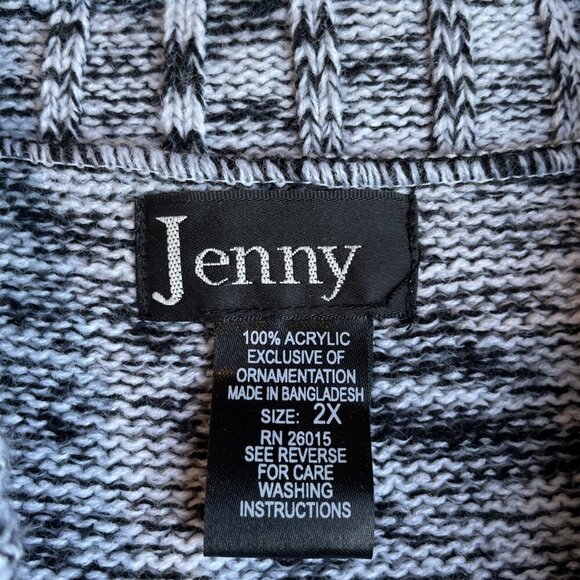 Jenny
100% ACRYLIC
EXCLUSIVE OF
ORNAMENTATION
MADE IN BANGLADESH
SIZE: 2X
RN 26015
SEE REVERSE
FOR CARE
WASHING
INSTRUCTIONS